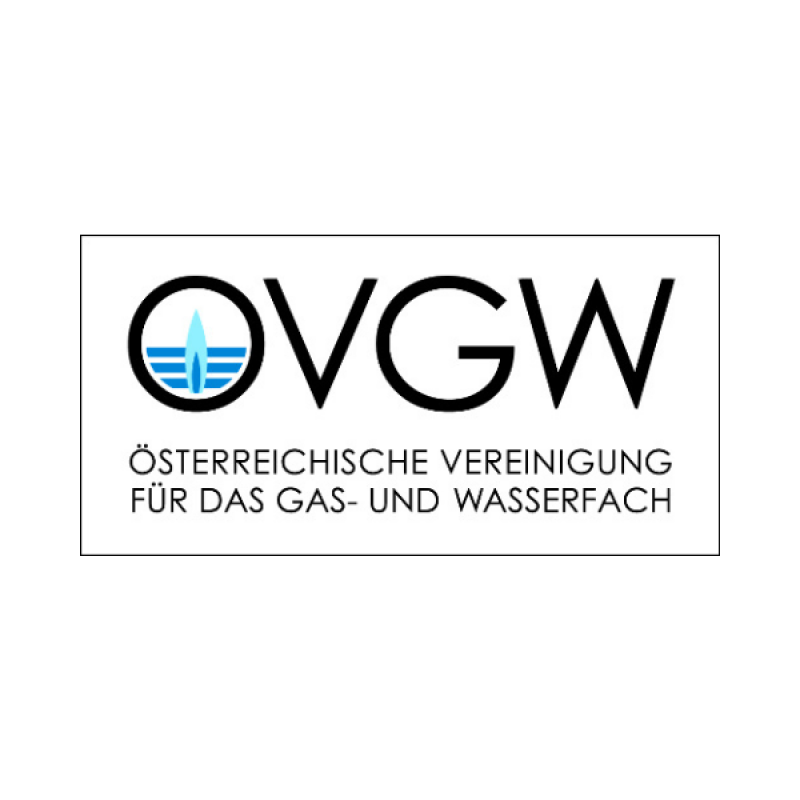 OVGW
ÖSTERREICHISCHE VEREINIGUNG
FÜR DAS GAS- UND WASSERFACH